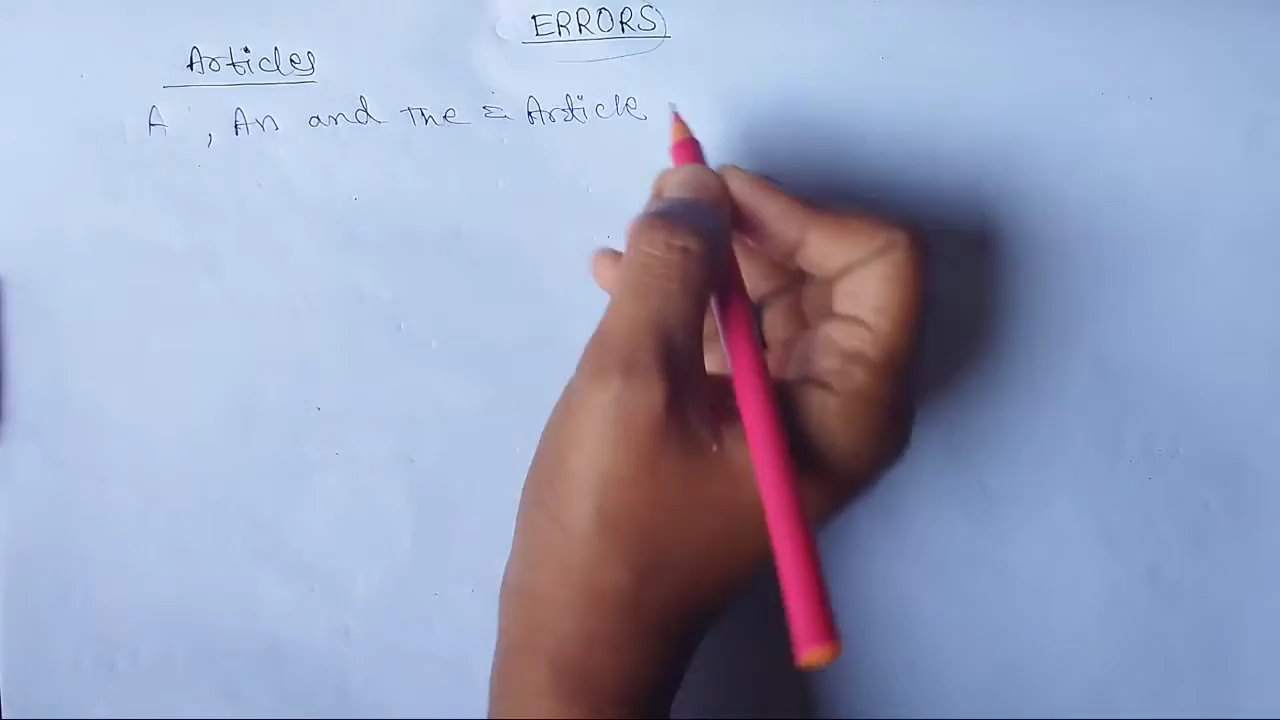 ERRORS
Articles
A , An and The = Article